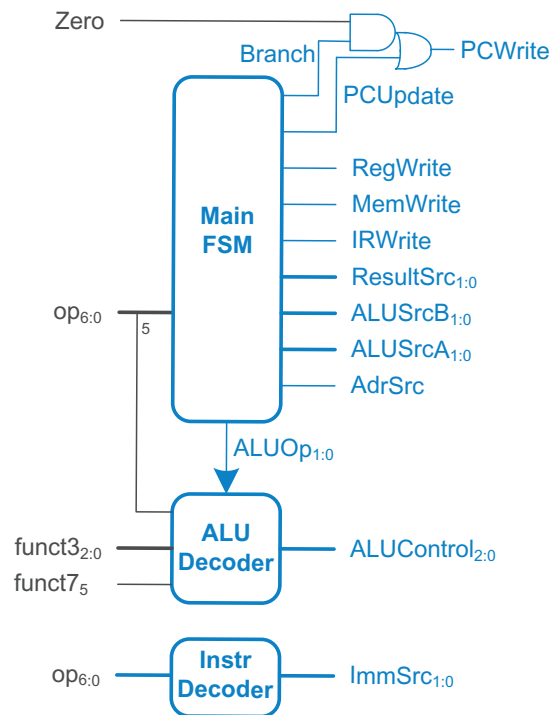 Zero
Branch
PCWrite
PCUpdate
Main
FSM
RegWrite
MemWrite
IRWrite
ResultSrc1:0
op6:0
5
ALUSrcB1:0
ALUSrcA1:0
AdrSrc
ALUOp1:0
ALU
Decoder
funct32:0
funct75
ALUControl2:0
Instr
Decoder
op6:0
ImmSrc1:0